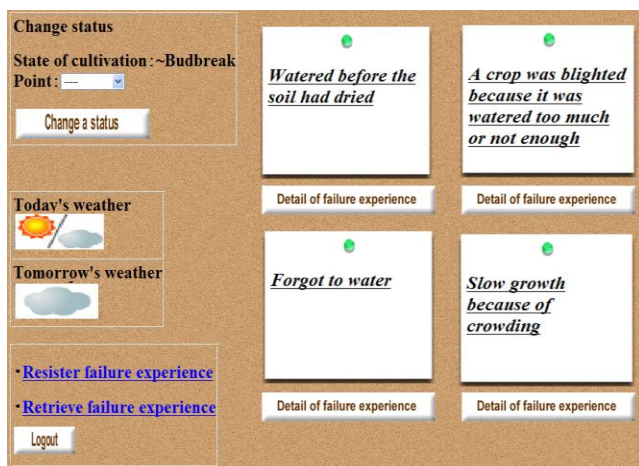 Change status
State of cultivation:~Budbreak
Point: -----
Change a status
Today's weather
Tomorrow's weather
・Resister failure experience
・Retrieve failure experience
Logout
Watered before the
soil had dried
Detail of failure experience
A crop was blighted
because it was
watered too much
or not enough
Detail of failure experience
Forgot to water
Detail of failure experience
Slow growth
because of
crowding
Detail of failure experience